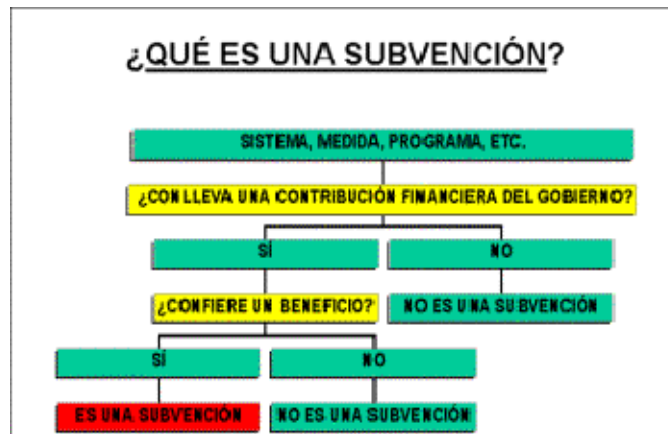 ¿QUÉ ES UNA SUBVENCIÓN?
SISTEMA, MEDIDA, PROGRAMA, ETC.
¿CONLLEVA UNA CONTRIBUCIÓN FINANCIERA DEL GOBIERNO?
SÍ
NO
¿CONFIERE UN BENEFICIO?
NO ES UNA SUBVENCIÓN
SÍ
NO
ES UNA SUBVENCIÓN
NO ES UNA SUBVENCIÓN